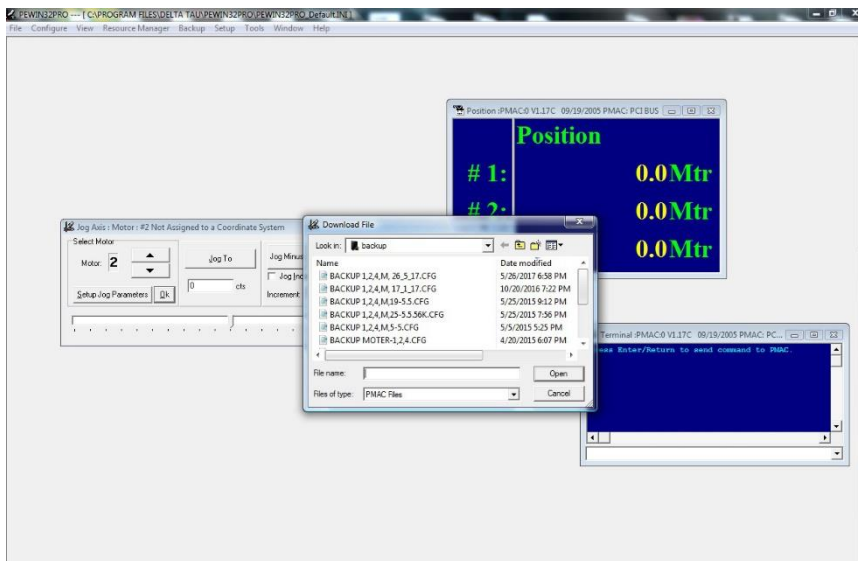 PEWIN32PRO --- [ C:\PROGRAM FILES\DELTA TAU\PEWIN32PRO\PEWIN32PRO_Default.INI ]
File Configure View Resource Manager Backup Setup Tools Window Help
Position :PMAC:0 V1.17C 09/19/2005 PMAC: PCI BUS
Position
# 1: 0.0Mtr
# 2: 0.0Mtr
0.0Mtr
Jog Axis : Motor : #2 Not Assigned to a Coordinate System
Select Motor
Motor: 2
Jog To
Jog Minus
0 cts
Setup Jog Parameters Ok
Increment:
Download File
Look in: backup
Name Date modified
BACKUP 1,2,4,M, 26_5_17.CFG 5/26/2017 6:58 PM
BACKUP 1,2,4,M, 17_1_17.CFG 10/20/2016 7:22 PM
BACKUP 1,2,4,M,19-5.5.CFG 5/25/2015 9:12 PM
BACKUP 1,2,4,M,25-5.5.56K.CFG 5/25/2015 7:56 PM
BACKUP 1,2,4,M,5-5.CFG 5/5/2015 5:25 PM
BACKUP MOTER-1,2,4.CFG 4/20/2015 6:07 PM
File name:
Open
Files of type: PMAC Files
Cancel
Terminal :PMAC:0 V1.17C 09/19/2005 PMAC: PC...
ess Enter/Return to send command to PMAC.